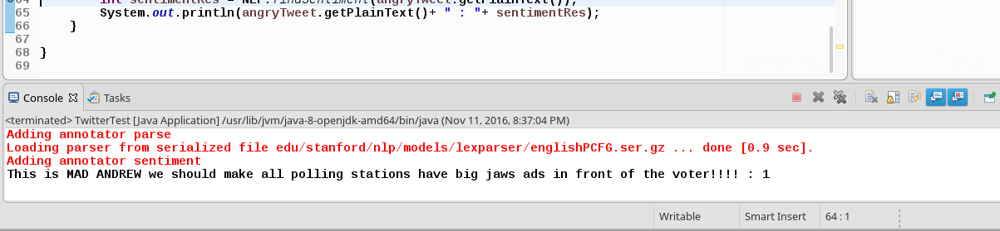 64 int sentimentRes = NLP.findSentiment(angryTweet.getPlainText());
65 System.out.println(angryTweet.getPlainText()+ " : "+ sentimentRes);
66 }
67
68 }
69
Console Tasks
<terminated> TwitterTest [Java Application] /usr/lib/jvm/java-8-openjdk-amd64/bin/java (Nov 11, 2016, 8:37:04 PM)
Adding annotator parse
Loading parser from serialized file edu/stanford/nlp/models/lexparser/englishPCFG.ser.gz ... done [0.9 sec].
Adding annotator sentiment
This is MAD ANDREW we should make all polling stations have big jaws ads in front of the voter!!!! : 1
Writable Smart Insert 64 : 1